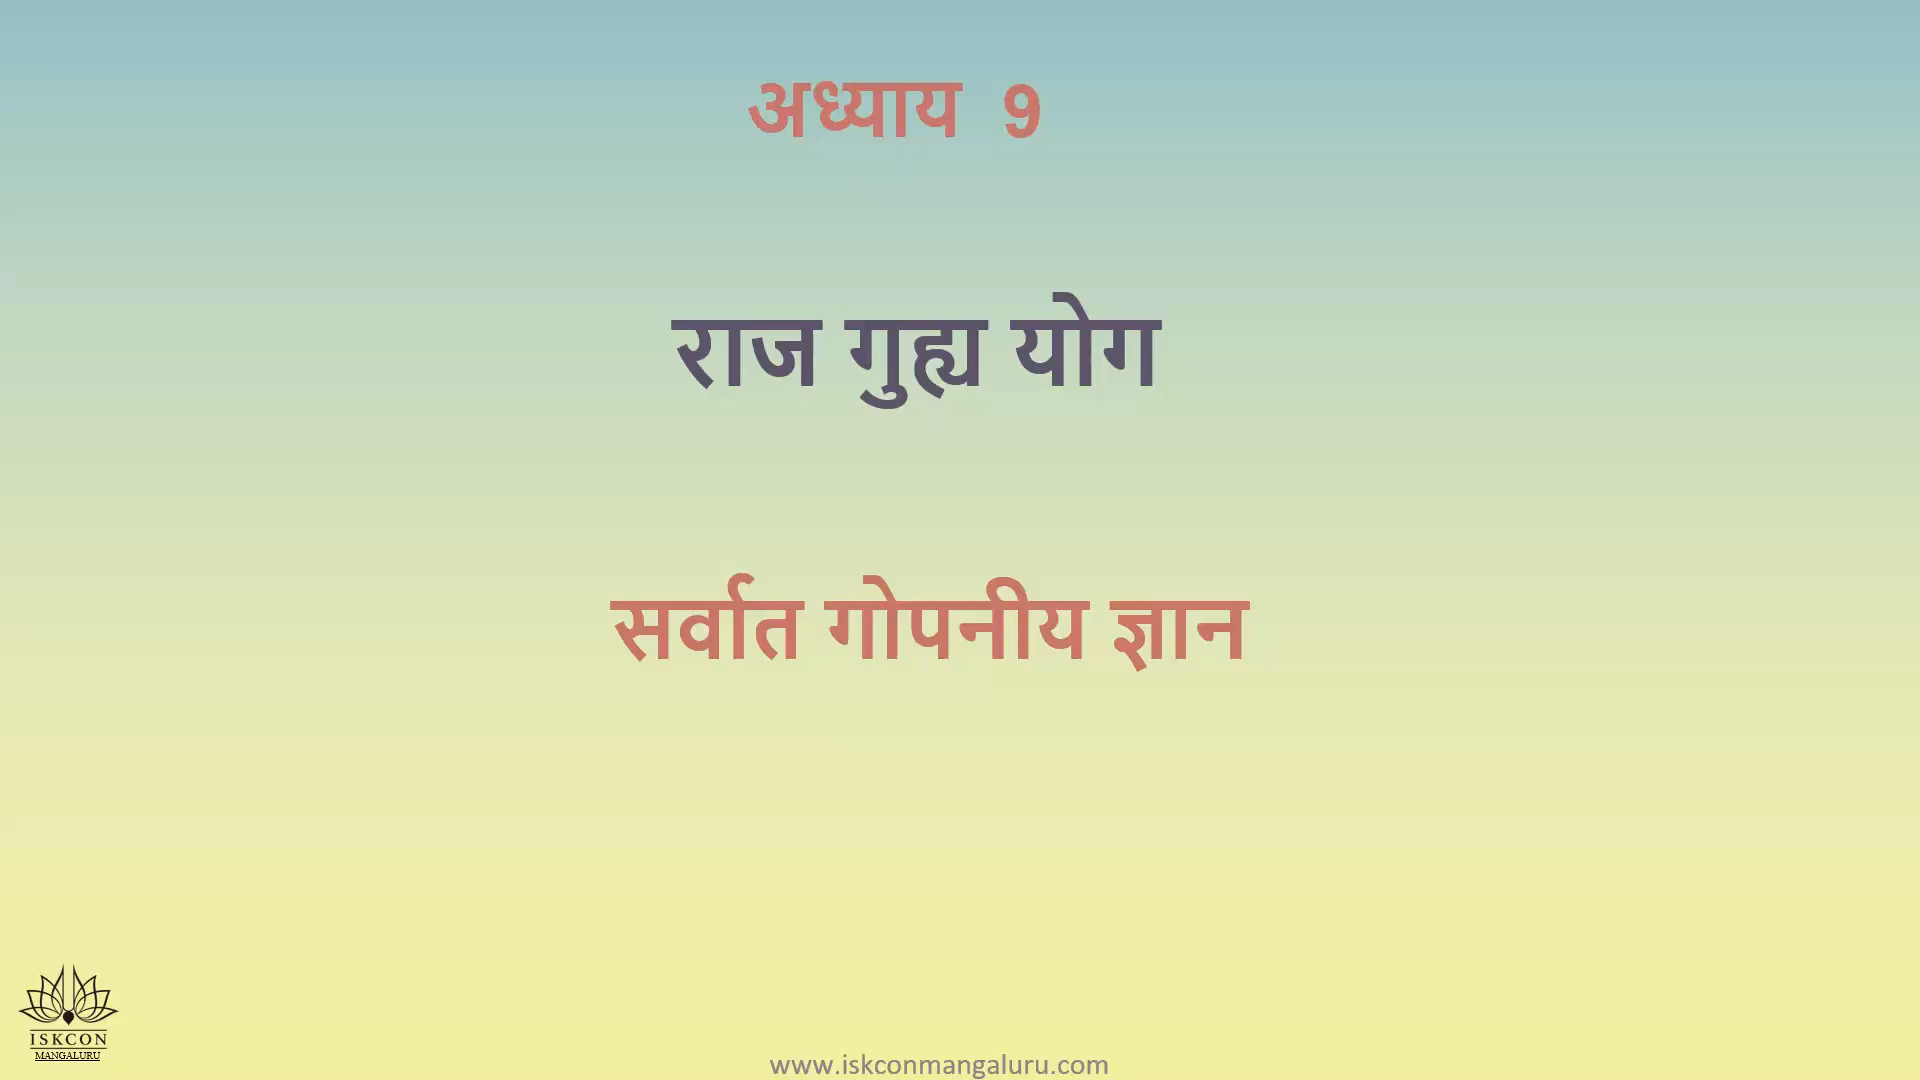 अध्याय 9
राज गुह्य योग
सर्वात गोपनीय ज्ञान
ISKCON
MANGALURU
www.iskconmangaluru.com